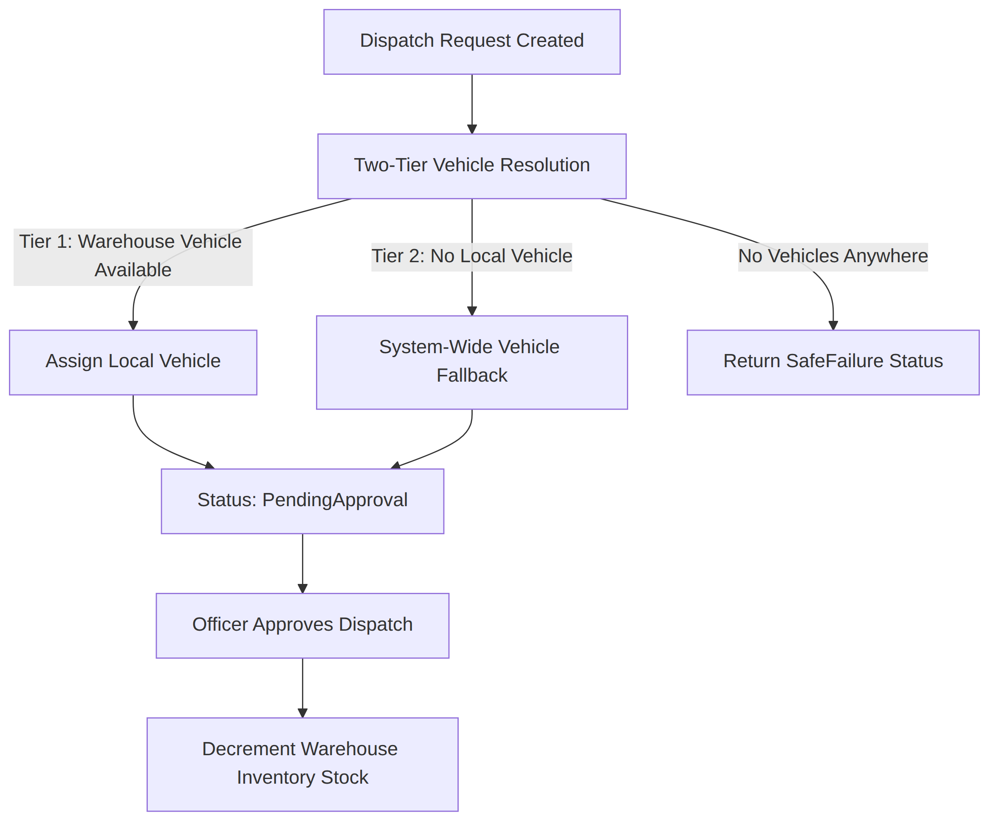 Dispatch Request Created
Two-Tier Vehicle Resolution
Tier 1: Warehouse Vehicle
Available
Tier 2: No Local Vehicle
No Vehicles Anywhere
Assign Local Vehicle
System-Wide Vehicle
Fallback
Return SafeFailure Status
Status: PendingApproval
Officer Approves Dispatch
Decrement Warehouse
Inventory Stock